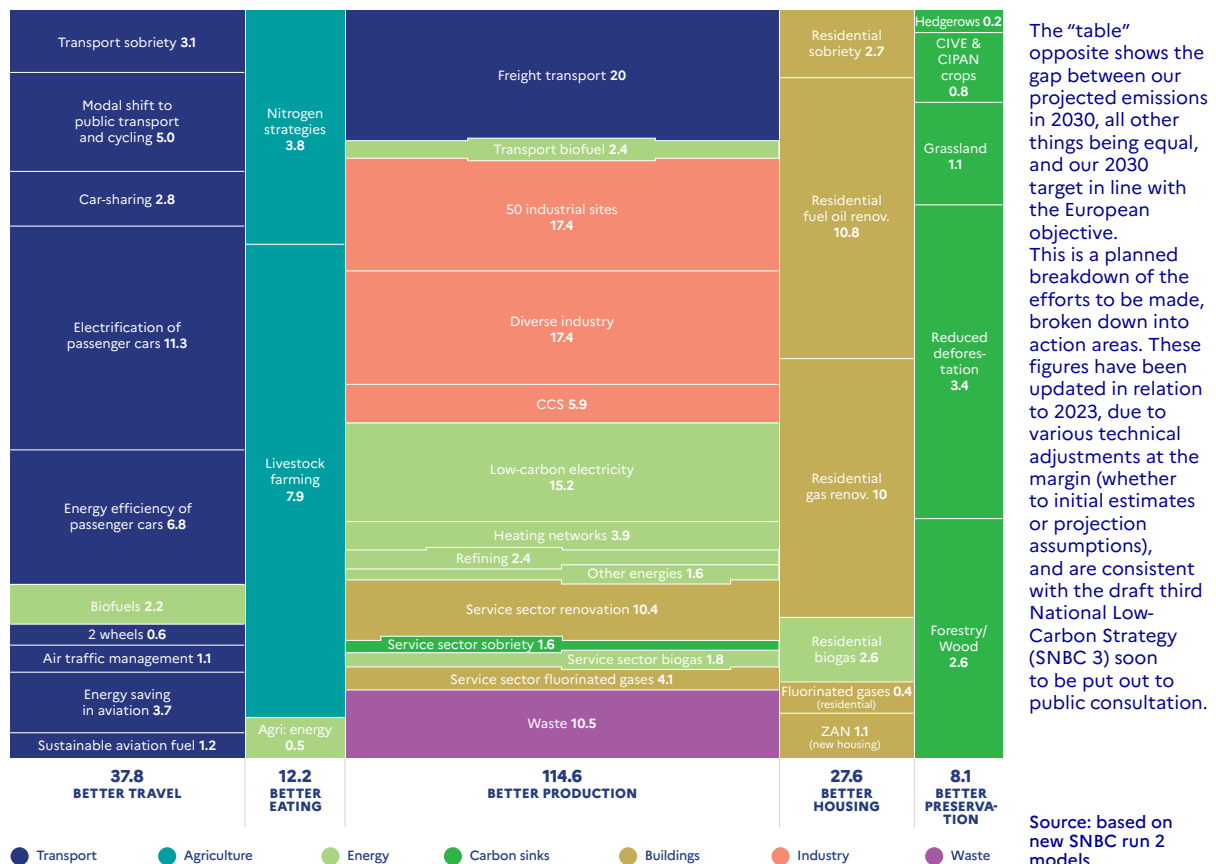 Transport sobriety 3.1
Modal shift to
public transport
and cycling 5.0
Car-sharing 2.8
Electrification of
passenger cars 11.3
Energy efficiency of
passenger cars 6.8
Biofuels 2.2
2 wheels 0.6
Air traffic management 1.1
Energy saving
in aviation 3.7
Sustainable aviation fuel 1.2
37.8
BETTER TRAVEL
Nitrogen
strategies
3.8
Livestock
farming
7.9
Agri: energy
0.5
12.2
BETTER
EATING
Freight transport 20
Transport biofuel 2.4
50 industrial sites
17.4
Diverse industry
17.4
CCS 5.9
Low-carbon electricity
15.2
Heating networks 3.9
Refining 2.4
Other energies 1.6
Service sector renovation 10.4
Service sector sobriety 1.6
Service sector biogas 1.8
Service sector fluorinated gases 4.1
Waste 10.5
114.6
BETTER PRODUCTION
Residential
sobriety 2.7
Residential
fuel oil renov.
10.8
Residential
gas renov. 10
Residential
biogas 2.6
Fluorinated gases 0.4
(residential)
ZAN 1.1
(new housing)
27.6
BETTER
HOUSING
Hedgerows 0.2
CIVE &
CIPAN
crops
0.8
Grassland
1.1
Reduced
defores-
tation
3.4
Forestry/
Wood
2.6
8.1
BETTER
PRESERVA-
TION
The “table”
opposite shows the
gap between our
projected emissions
in 2030, all other
things being equal,
and our 2030
target in line with
the European
objective.
This is a planned
breakdown of the
efforts to be made,
broken down into
action areas. These
figures have been
updated in relation
to 2023, due to
various technical
adjustments at the
margin (whether
to initial estimates
or projection
assumptions),
and are consistent
with the draft third
National Low-
Carbon Strategy
(SNBC 3) soon
to be put out to
public consultation.
Source: based on
new SNBC run 2
models
Transport
Agriculture
Energy
Carbon sinks
Buildings
Industry
Waste